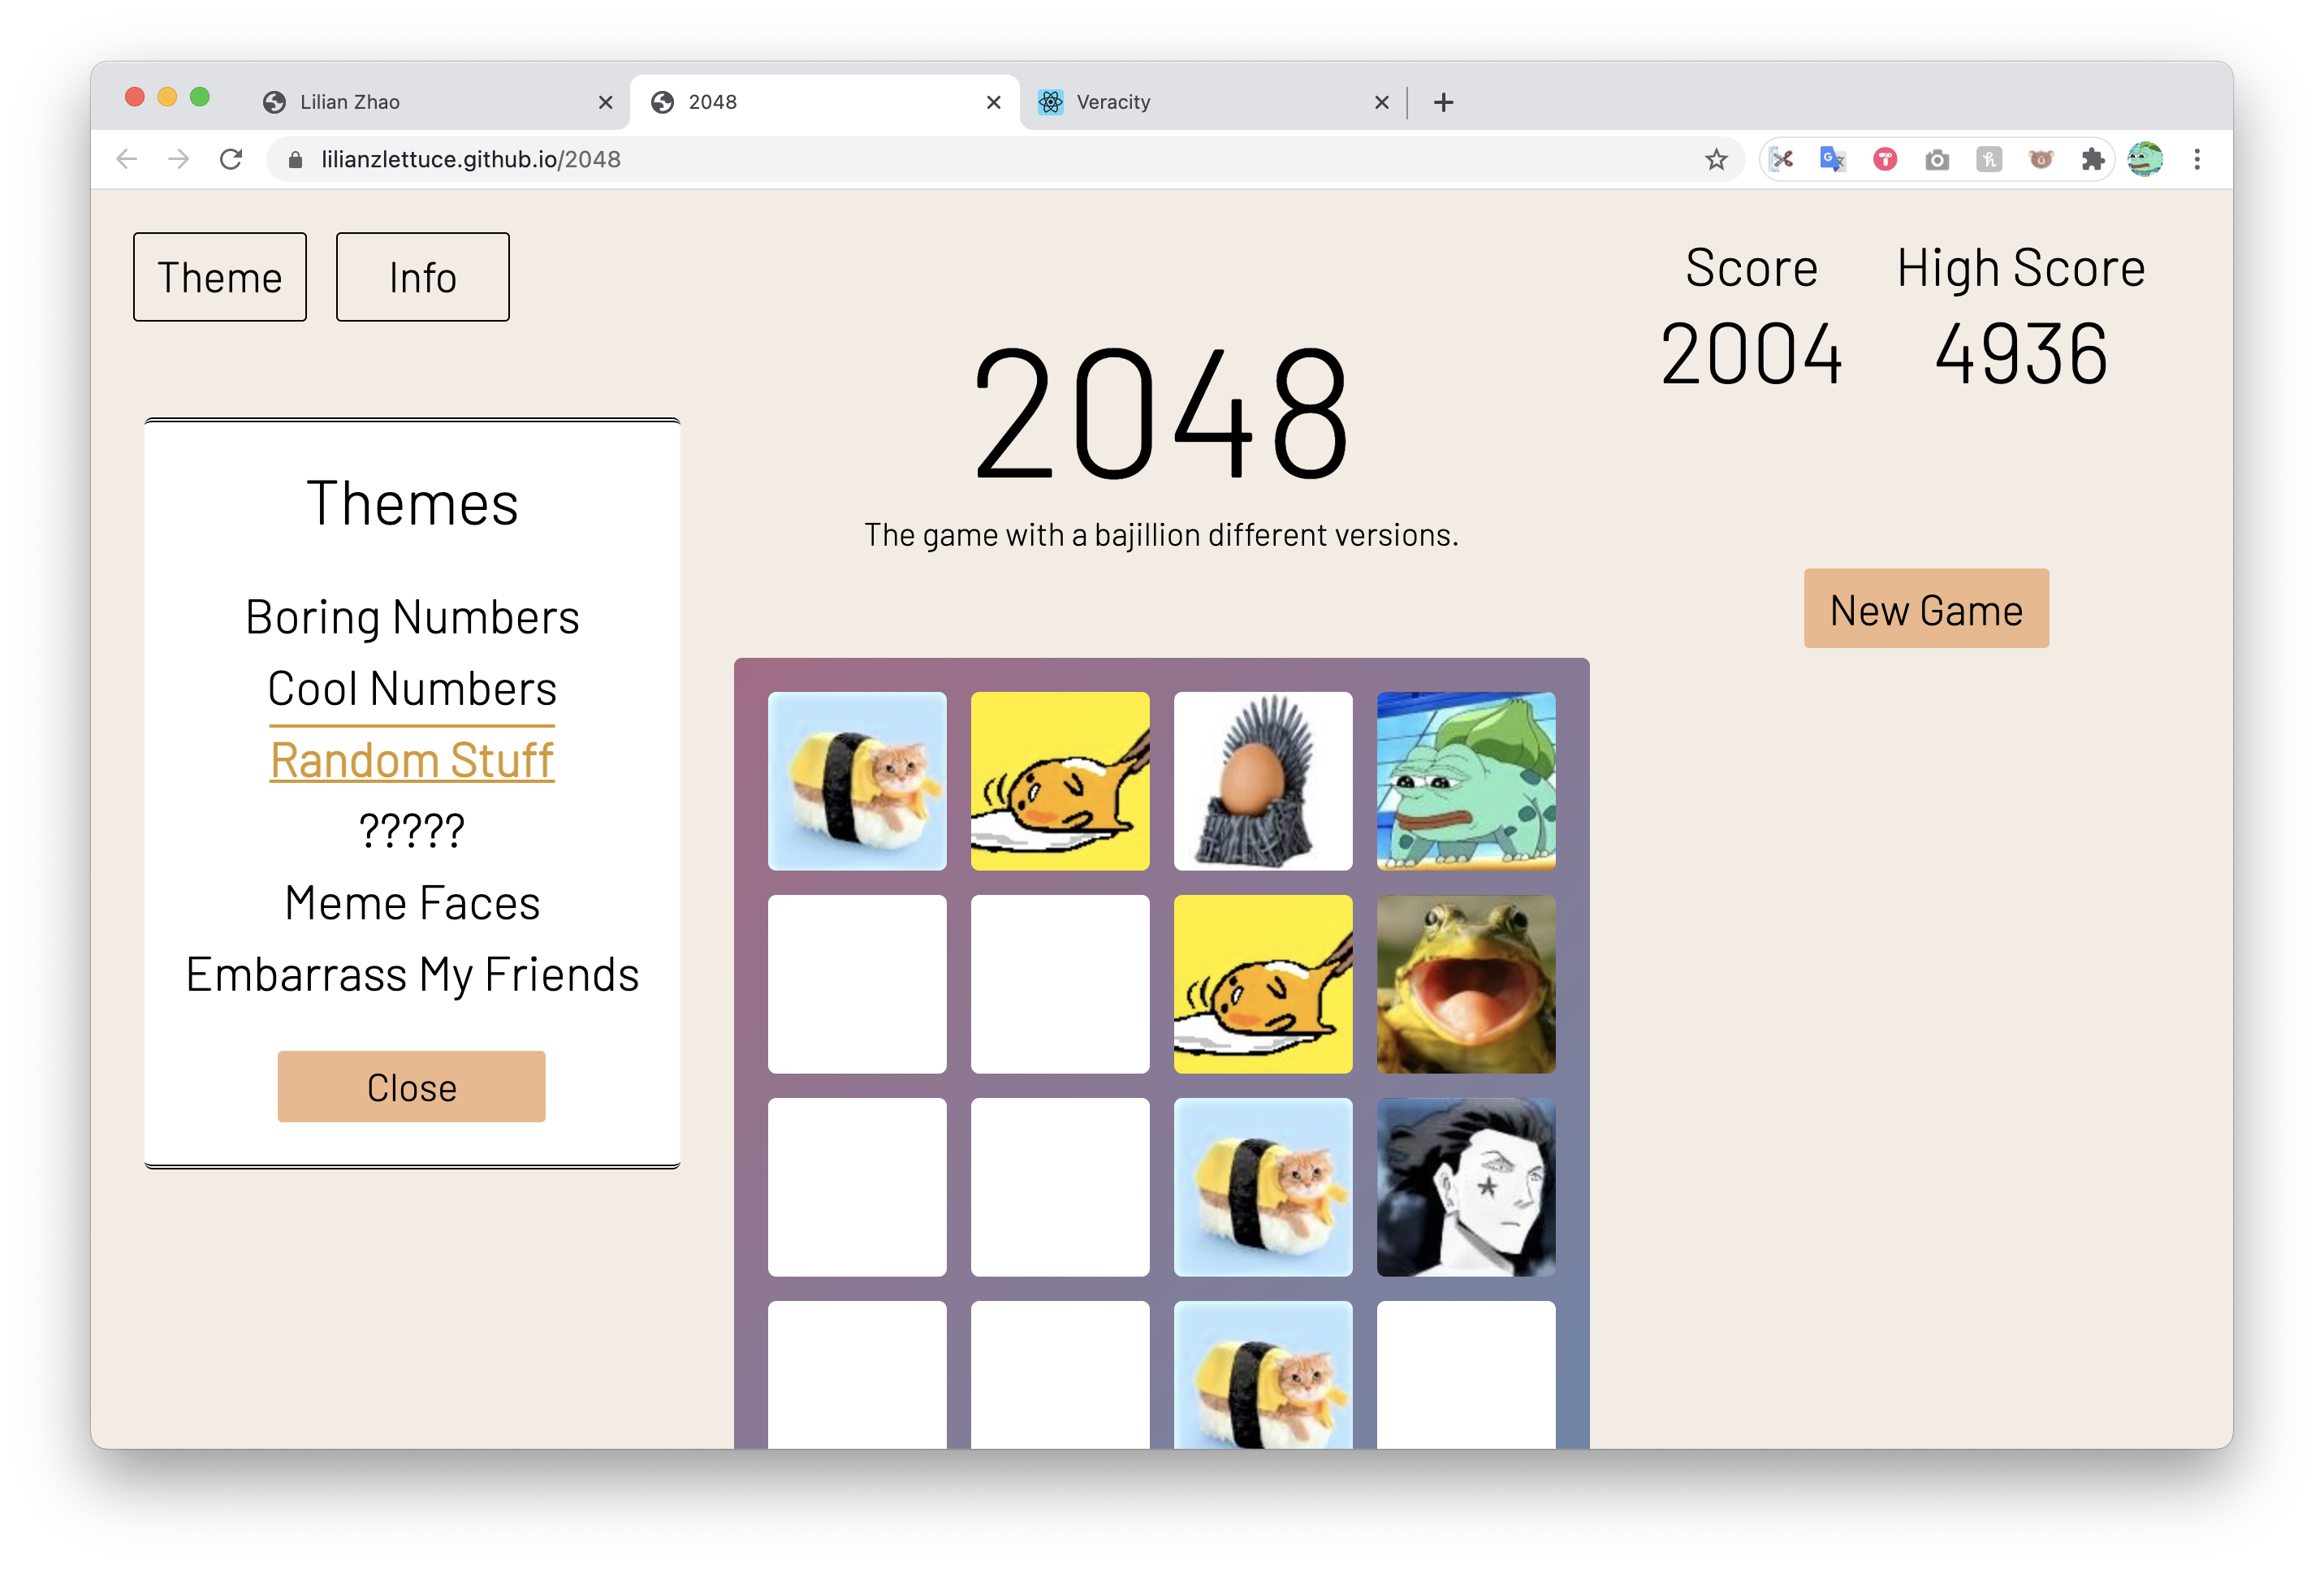 Lilian Zhao
2048
Veracity
lilianzlettuce.github.io/2048
Theme
Info
Score
High Score
2004
4936
2048
The game with a bajillion different versions.
New Game
Themes
Boring Numbers
Cool Numbers
Random Stuff
?????
Meme Faces
Embarrass My Friends
Close